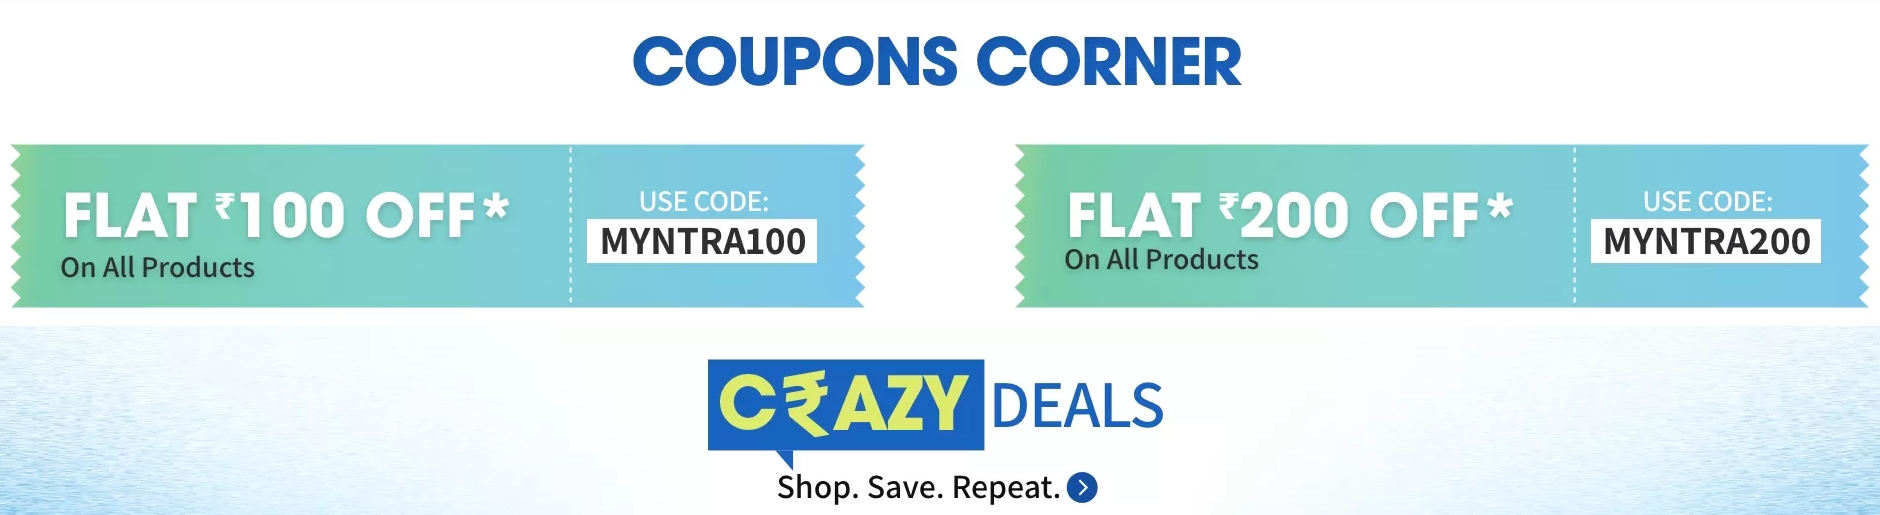 COUPONS CORNER
FLAT ₹100 OFF*
On All Products
USE CODE:
MYNTRA100
FLAT ₹200 OFF*
On All Products
USE CODE:
MYNTRA200
C₹AZY DEALS
Shop. Save. Repeat.